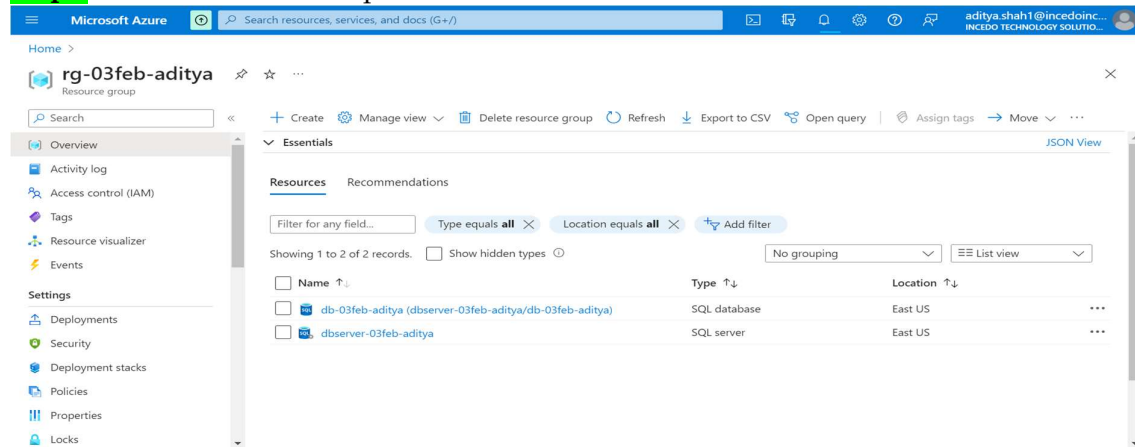 Microsoft Azure
Search resources, services, and docs (G+/)
aditya.shah1@incedoinc...
INCEDO TECHNOLOGY SOLUTIO...
Home >
rg-03feb-aditya
Resource group
Search
Create
Manage view
Delete resource group
Refresh
Export to CSV
Open query
Assign tags
Move
Overview
Activity log
Access control (IAM)
Tags
Resource visualizer
Events
Settings
Deployments
Security
Deployment stacks
Policies
Properties
Locks
Essentials
JSON View
Resources Recommendations
Filter for any field...
Type equals all
Location equals all
Add filter
Showing 1 to 2 of 2 records.
Show hidden types
No grouping
List view
Name Type Location
db-03feb-aditya (dbserver-03feb-aditya/db-03feb-aditya) SQL database East US
dbserver-03feb-aditya SQL server East US